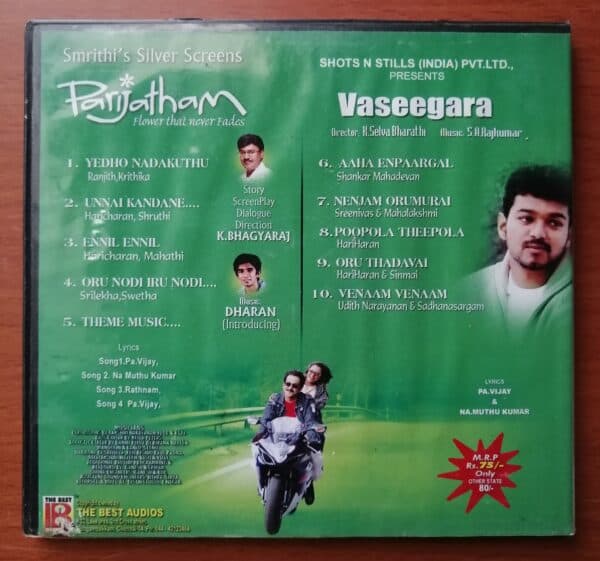 Smrithi's Silver Screens
Parijatham
Flower that never Fades
1. YEDHO NADAKUTHU
Ranjith,Krithika
2. UNNAI KANDANE....
Haricharan, Shruthi
3. ENNIL ENNIL
Haricharan, Mahathi
4. ORU NODI IRU NODI....
Srilekha,Swetha
5. THEME MUSIC....
Story
ScreenPlay
Dialogue
Direction
K.BHAGYARAJ
Music:
DHARAN
(Introducing)
Lyrics
Song1.Pa.Vijay,
Song 2. Na Muthu Kumar
Song 3.Rathnam,
Song 4 Pa.Vijay,
THE BEST
THE BEST AUDIOS
SHOTS N STILLS (INDIA) PVT.LTD.,
PRESENTS
Vaseegara
Director: K.Selva Bharathi Music: S.A.Rajkumar
6. AAHA ENPAARGAL
Shankar Mahadevan
7. NENJAM ORUMURAI
Sreenivas & Mahalakshmi
8. POOPOLA THEEPOLA
HariHaran
9. ORU THADAVAI
HariHaran & Sinmai
10. VENAAM VENAAM
Udith Narayanan & Sadhanasargam
LYRICS
PA.VIJAY
&
NA.MUTHU KUMAR
M.R.P
Rs.75/-
Only
OTHER STATE
80/-